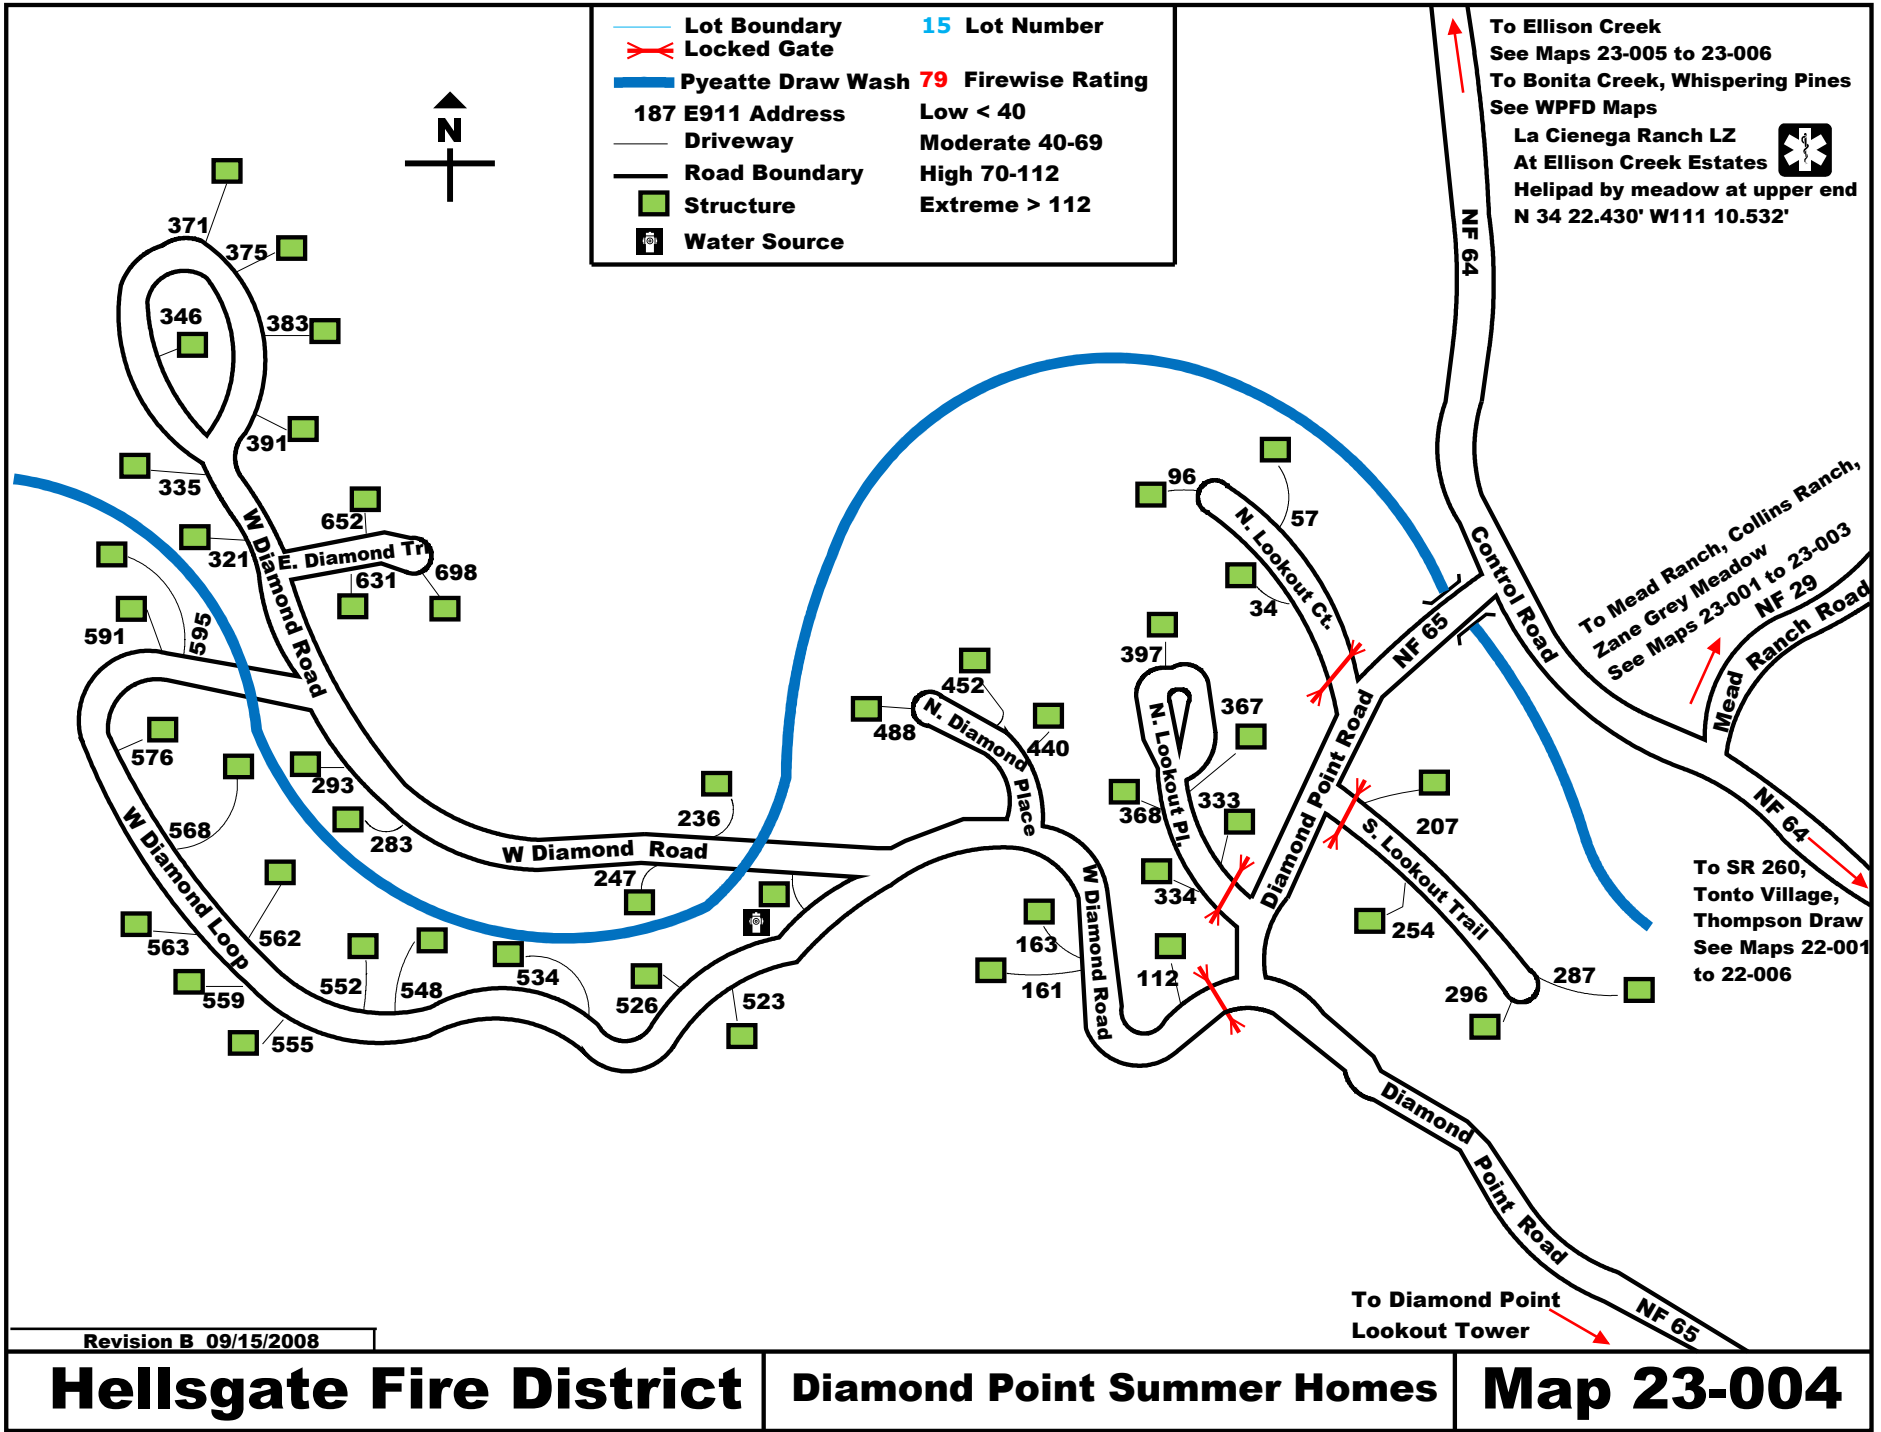 Lot Boundary
15 Lot Number
Locked Gate
Pyeatte Draw Wash
79 Firewise Rating
187 E911 Address
Low < 40
Driveway
Moderate 40-69
Road Boundary
High 70-112
Structure
Extreme > 112
Water Source
N
To Ellison Creek
See Maps 23-005 to 23-006
To Bonita Creek, Whispering Pines
See WPFD Maps
La Cienega Ranch LZ
At Ellison Creek Estates
Helipad by meadow at upper end
N 34 22.430' W111 10.532'
NF 64
371
375
346
383
391
335
321
652
E. Diamond Trl
631
698
W Diamond Road
591
595
W Diamond Road
576
293
568
283
W Diamond Loop
563
562
559
555
552
548
534
526
523
236
W Diamond Road
247
488
452
440
N. Diamond Place
W Diamond Road
163
161
112
96
57
N. Lookout Ct.
34
397
367
N. Lookout Pl.
368
333
334
NF 65
Diamond Point Road
207
S. Lookout Trail
254
287
296
Control Road
To Mead Ranch, Collins Ranch,
Zane Grey Meadow
See Maps 23-001 to 23-003
NF 29
Mead Ranch Road
NF 64
To SR 260,
Tonto Village,
Thompson Draw
See Maps 22-001
to 22-006
Diamond Point Road
NF 65
To Diamond Point
Lookout Tower
Revision B 09/15/2008
Hellsgate Fire District
Diamond Point Summer Homes
Map 23-004